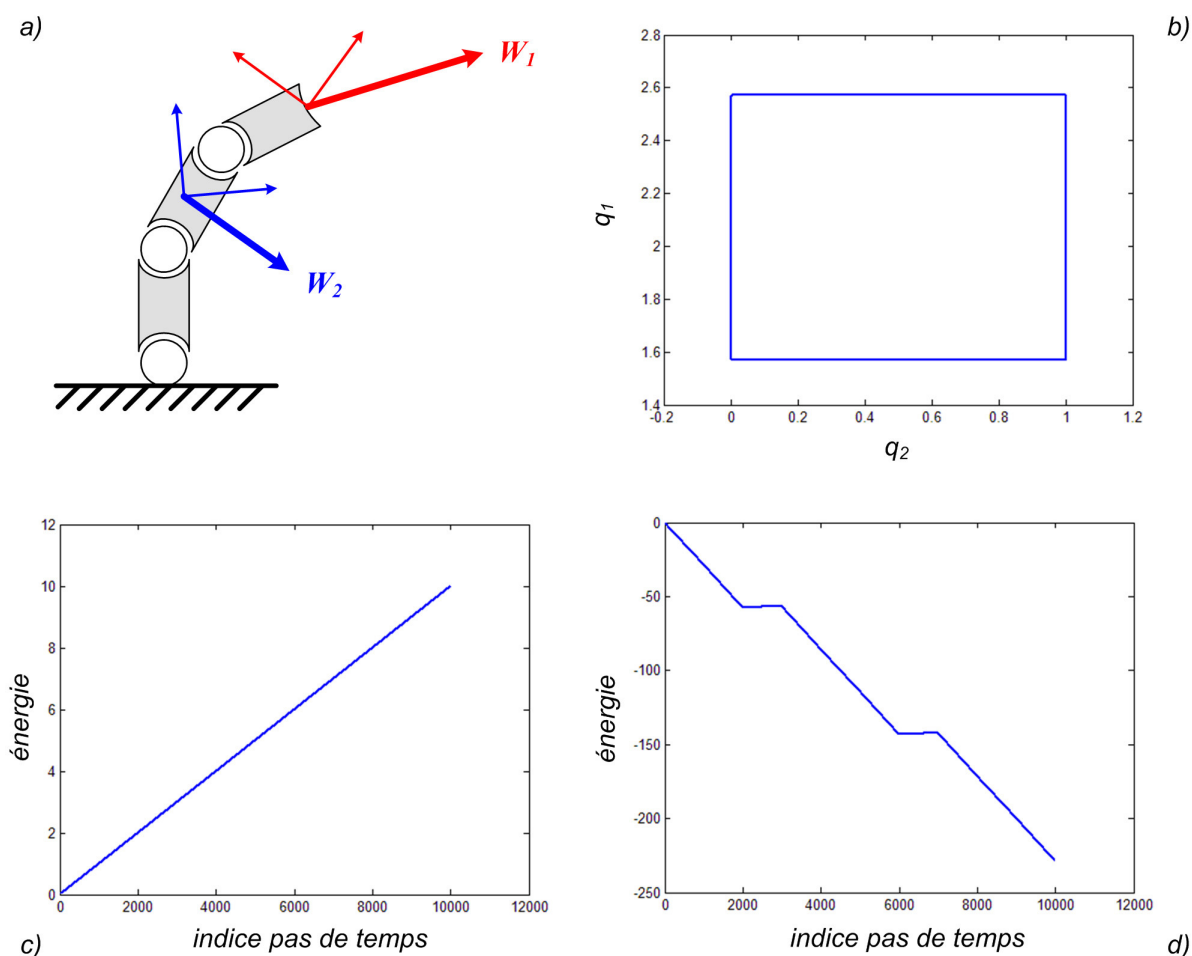 a)
W1
W2
b)
2.8
2.6
2.4
2.2
2
1.8
1.6
1.4
q1
-0.2 0 0.2 0.4 0.6 0.8 1 1.2
q2
12
10
8
6
4
2
0
énergie
0 2000 4000 6000 8000 10000 12000
indice pas de temps
c)
0
-50
-100
-150
-200
-250
énergie
0 2000 4000 6000 8000 10000 12000
indice pas de temps
d)